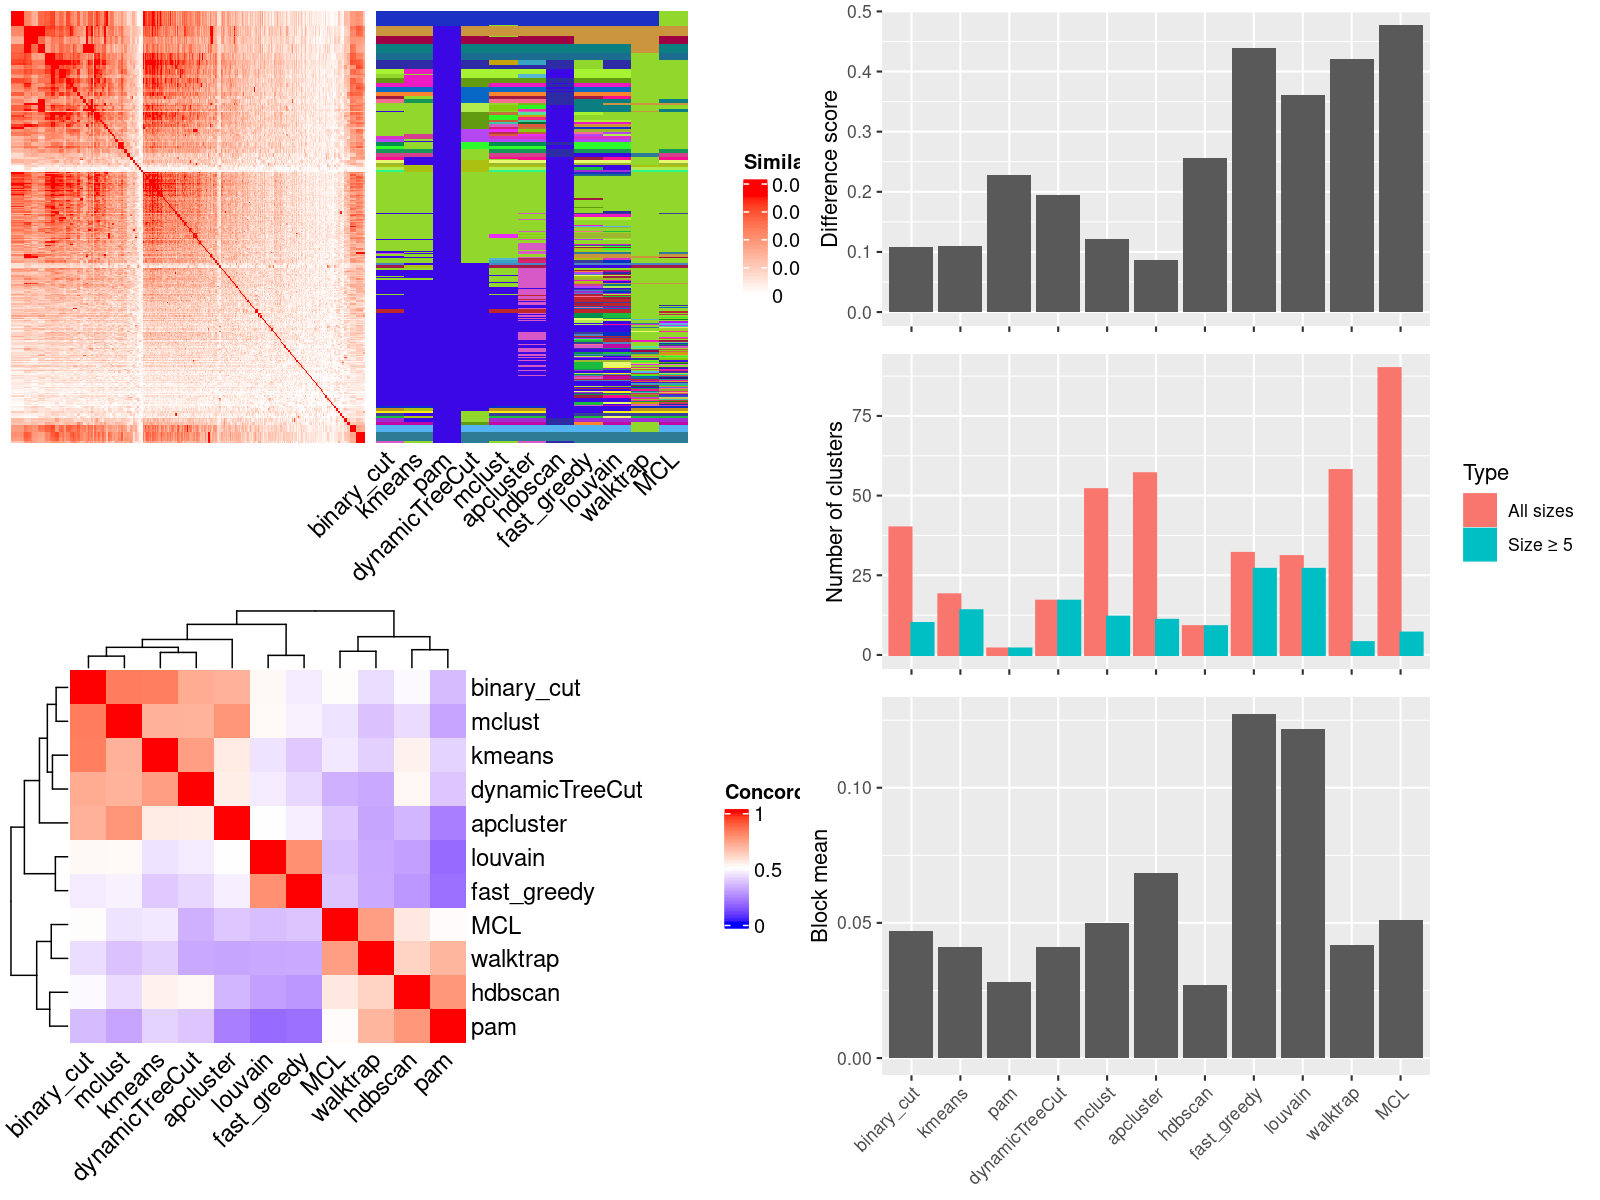 Simila
0.0
0.0
0.0
0.0
0
binary_cut
kmeans
pam
dynamicTreeCut
mclust
apcluster
hdbscan
fast_greedy
louvain
walktrap
MCL
binary_cut
mclust
kmeans
dynamicTreeCut
apcluster
louvain
fast_greedy
MCL
walktrap
hdbscan
pam
binary_cut
mclust
kmeans
dynamicTreeCut
apcluster
louvain
fast_greedy
MCL
walktrap
hdbscan
pam
Concord
1
0.5
0
Difference score
0.5
0.4
0.3
0.2
0.1
0.0
Number of clusters
75
50
25
0
Type
All sizes
Size ≥ 5
Block mean
0.10
0.05
0.00
binary_cut
kmeans
pam
dynamicTreeCut
mclust
apcluster
hdbscan
fast_greedy
louvain
walktrap
MCL